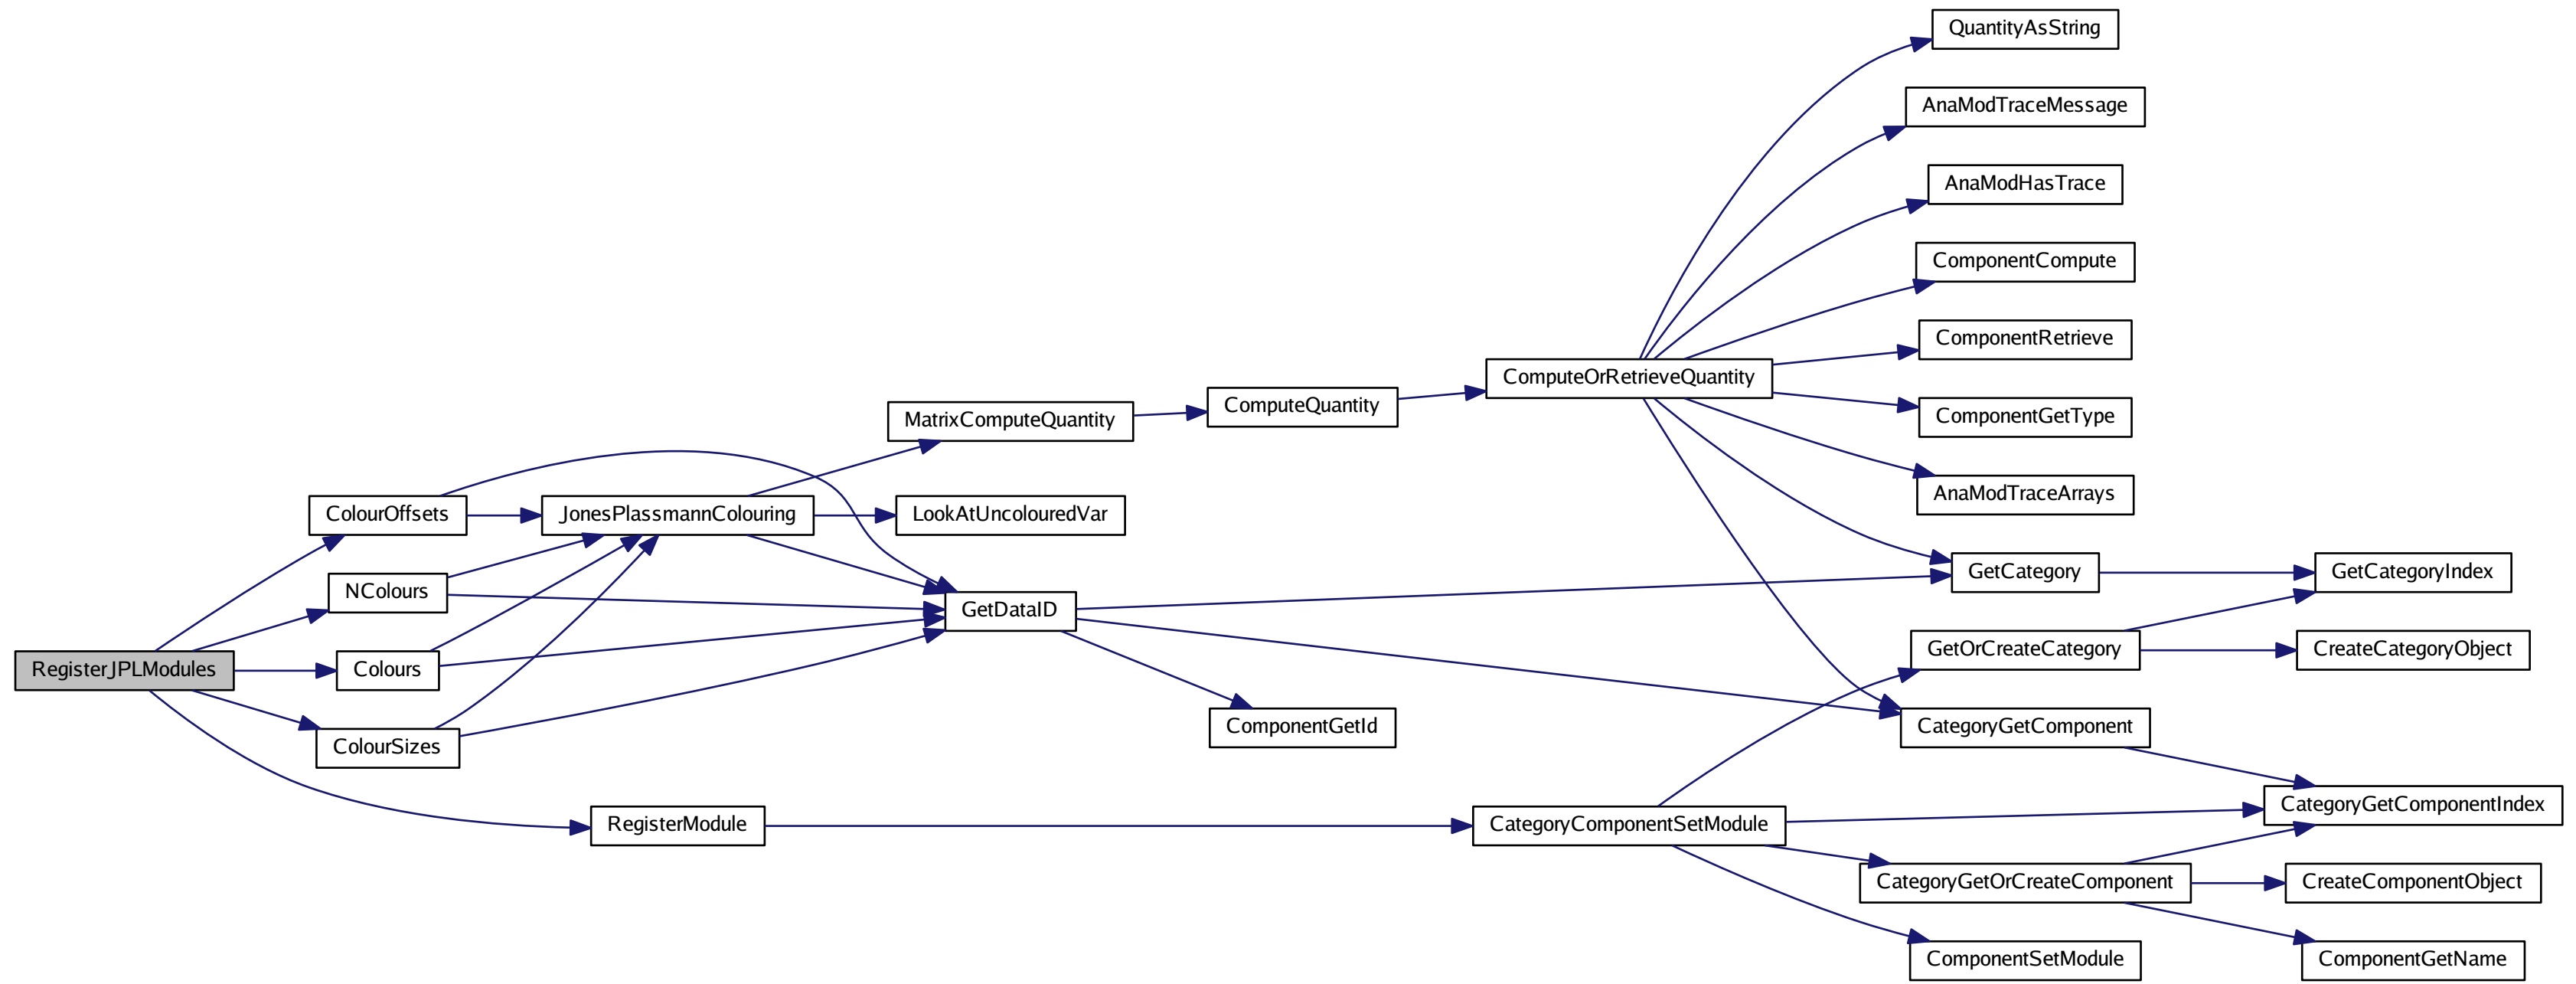 QuantityAsString
AnaModTraceMessage
AnaModHasTrace
ComponentCompute
ComponentRetrieve
ComputeOrRetrieveQuantity
ComputeQuantity
ComponentGetType
MatrixComputeQuantity
AnaModTraceArrays
ColourOffsets
JonesPlassmannColouring
LookAtUncolouredVar
GetCategory
GetCategoryIndex
NColours
GetDataID
GetOrCreateCategory
CreateCategoryObject
RegisterJPLModules
Colours
ComponentGetId
CategoryGetComponent
ColourSizes
CategoryGetComponentIndex
RegisterModule
CategoryComponentSetModule
CategoryGetOrCreateComponent
CreateComponentObject
ComponentSetModule
ComponentGetName